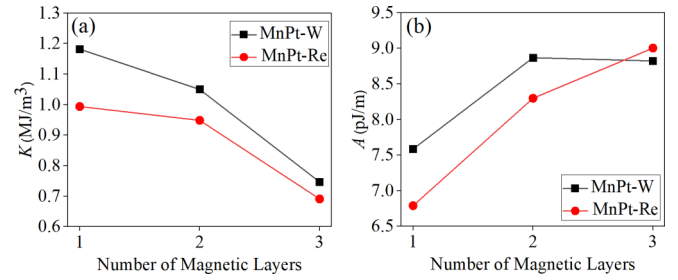 (a)
MnPt-W
MnPt-Re
1.3
1.2
1.1
1.0
0.9
0.8
0.7
0.6
K (MJ/m³)
1
2
3
Number of Magnetic Layers
(b)
9.5
9.0
8.5
8.0
7.5
7.0
6.5
A (pJ/m)
MnPt-W
MnPt-Re
1
2
3
Number of Magnetic Layers